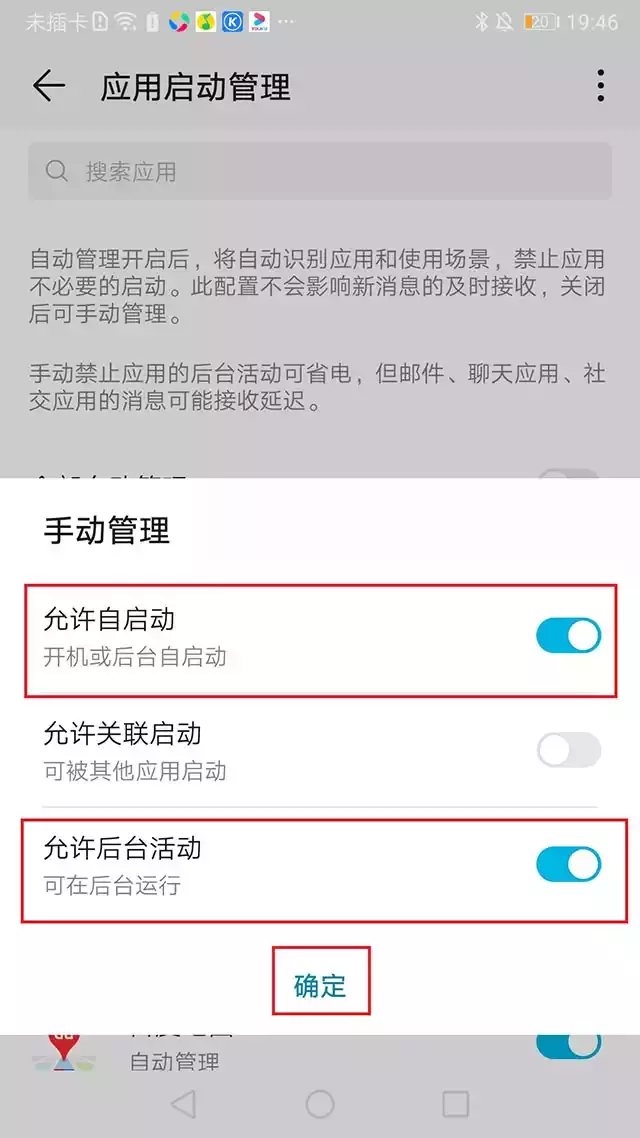 未插卡 20 19:46
应用启动管理
搜索应用
自动管理开启后，将自动识别应用和使用场景，禁止应用
不必要的启动。此配置不会影响新消息的及时接收，关闭
后可手动管理。
手动禁止应用的后台活动可省电，但邮件、聊天应用、社
交应用的消息可能接收延迟。
手动管理
允许自启动
开机或后台自启动
允许关联启动
可被其他应用启动
允许后台活动
可在后台运行
确定
自动管理